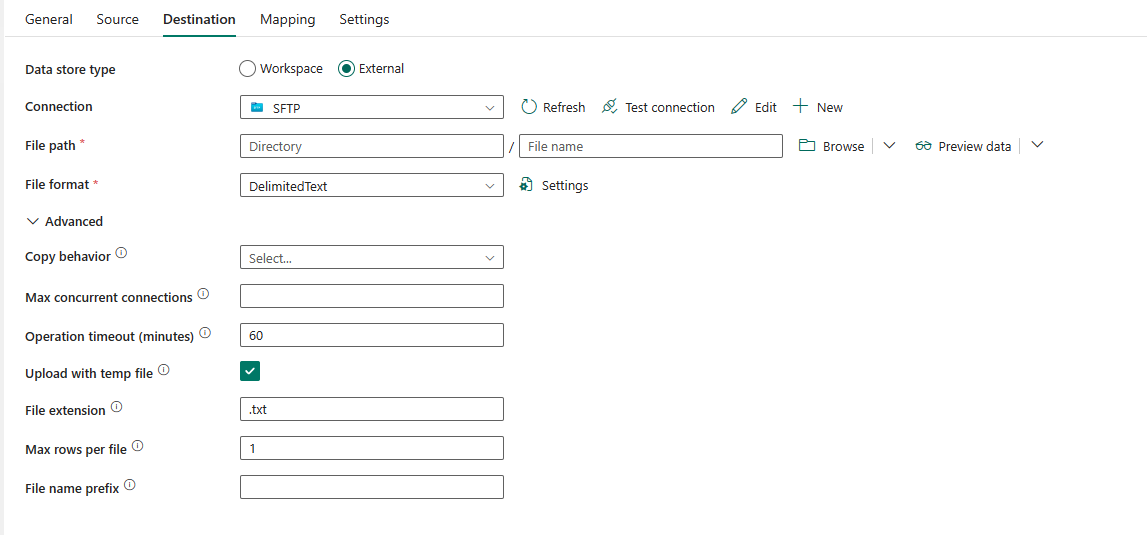 General Source Destination Mapping Settings
Data store type Workspace External
Connection SFTP Refresh Test connection Edit New
File path * Directory / File name Browse Preview data
File format * DelimitedText Settings
Advanced
Copy behavior Select...
Max concurrent connections
Operation timeout (minutes) 60
Upload with temp file
File extension .txt
Max rows per file 1
File name prefix